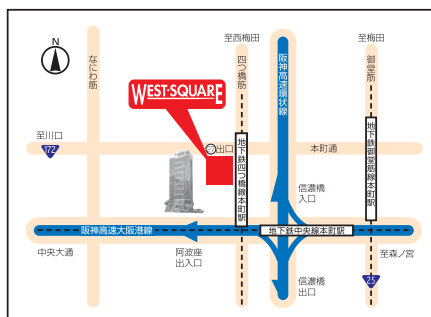 至西梅田
至梅田
N
なにわ筋
四つ橋筋
阪神高速環状線
御堂筋
WEST-SQUARE
至川口
172
出口
本町通
地下鉄四つ橋線本町駅
地下鉄御堂筋線本町駅
信濃橋
入口
阪神高速大阪港線
地下鉄中央線本町駅
中央大通
阿波座
出入口
信濃橋
出口
至森ノ宮
25